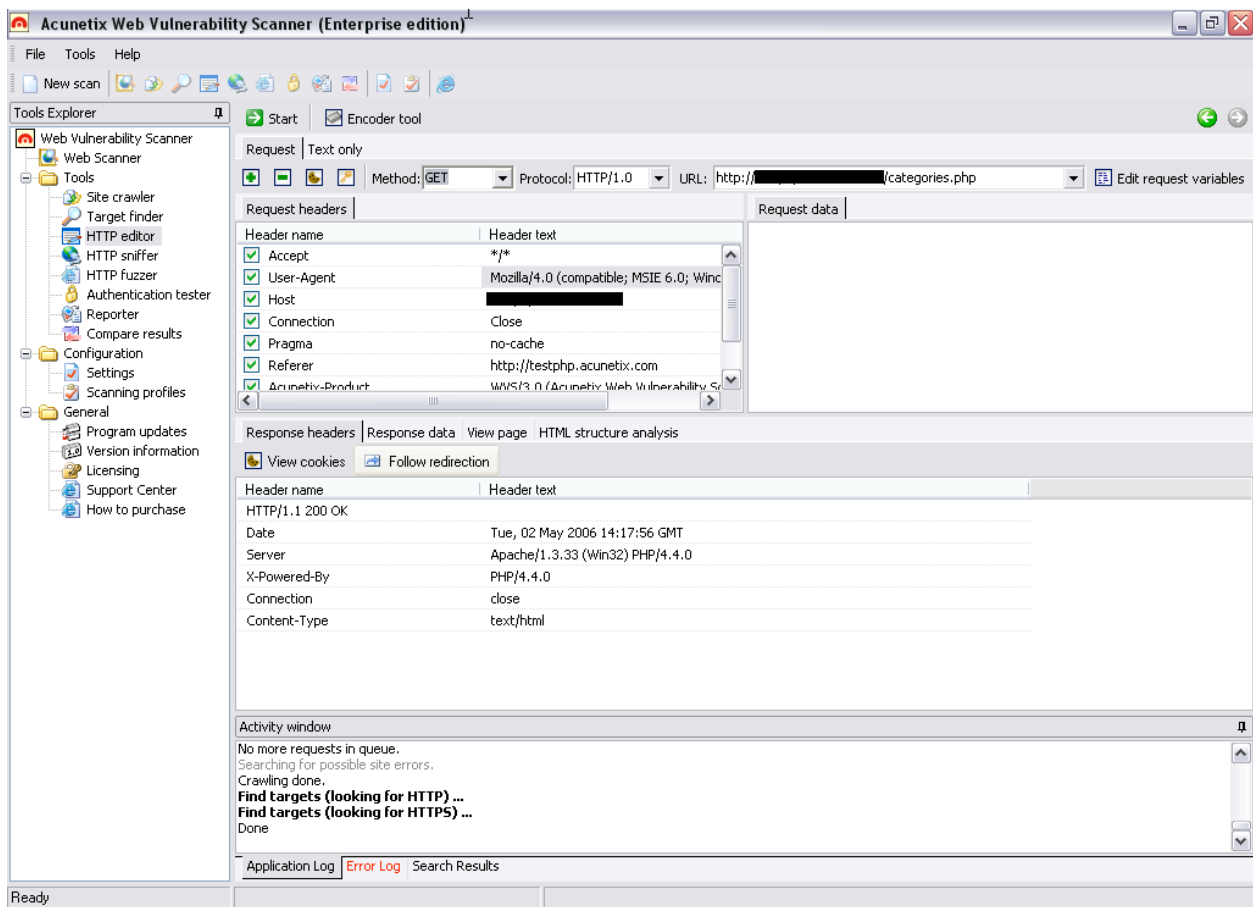 Acunetix Web Vulnerability Scanner (Enterprise edition)
File Tools Help
New scan
Tools Explorer
Web Vulnerability Scanner
Web Scanner
Tools
Site crawler
Target finder
HTTP editor
HTTP sniffer
HTTP fuzzer
Authentication tester
Reporter
Compare results
Configuration
Settings
Scanning profiles
General
Program updates
Version information
Licensing
Support Center
How to purchase
Start Encoder tool
Request Text only
Method: GET Protocol: HTTP/1.0 URL: http:// /categories.php Edit request variables
Request headers
Header name Header text
Accept */*
User-Agent Mozilla/4.0 (compatible; MSIE 6.0; Winc
Host
Connection Close
Pragma no-cache
Referer http://testphp.acunetix.com
Acunetix-Product WVS/3.0 (Acunetix Web Vulnerability Sc
Request data
Response headers Response data View page HTML structure analysis
View cookies Follow redirection
Header name Header text
HTTP/1.1 200 OK
Date Tue, 02 May 2006 14:17:56 GMT
Server Apache/1.3.33 (Win32) PHP/4.4.0
X-Powered-By PHP/4.4.0
Connection close
Content-Type text/html
Activity window
No more requests in queue.
Searching for possible site errors.
Crawling done.
Find targets (looking for HTTP) ...
Find targets (looking for HTTPS) ...
Done
Application Log Error Log Search Results
Ready